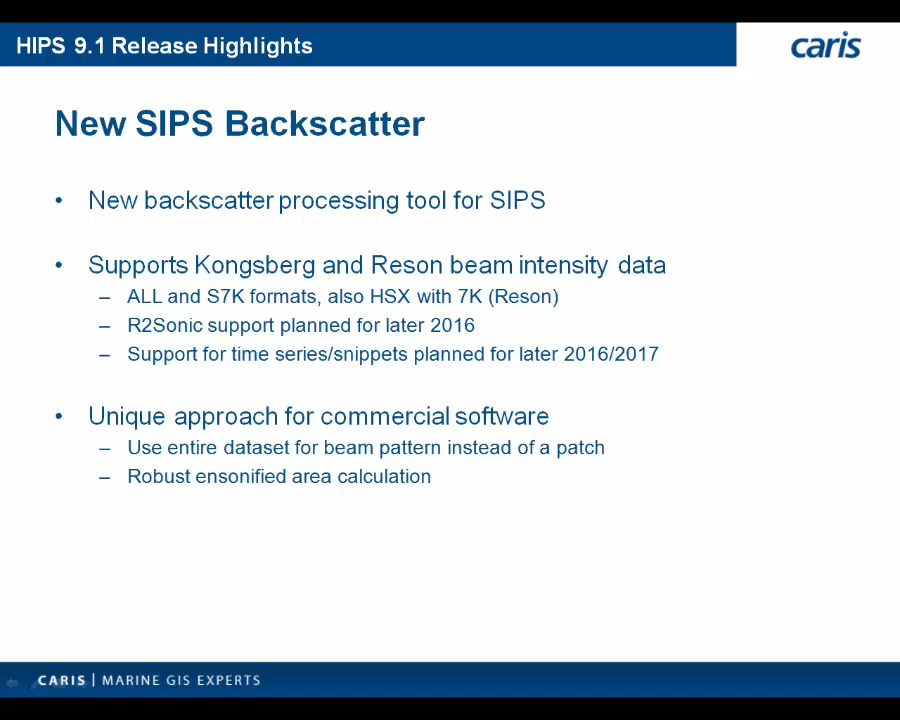 HIPS 9.1 Release Highlights
caris
New SIPS Backscatter
• New backscatter processing tool for SIPS
• Supports Kongsberg and Reson beam intensity data
– ALL and S7K formats, also HSX with 7K (Reson)
– R2Sonic support planned for later 2016
– Support for time series/snippets planned for later 2016/2017
• Unique approach for commercial software
– Use entire dataset for beam pattern instead of a patch
– Robust ensonified area calculation
CARIS | MARINE GIS EXPERTS